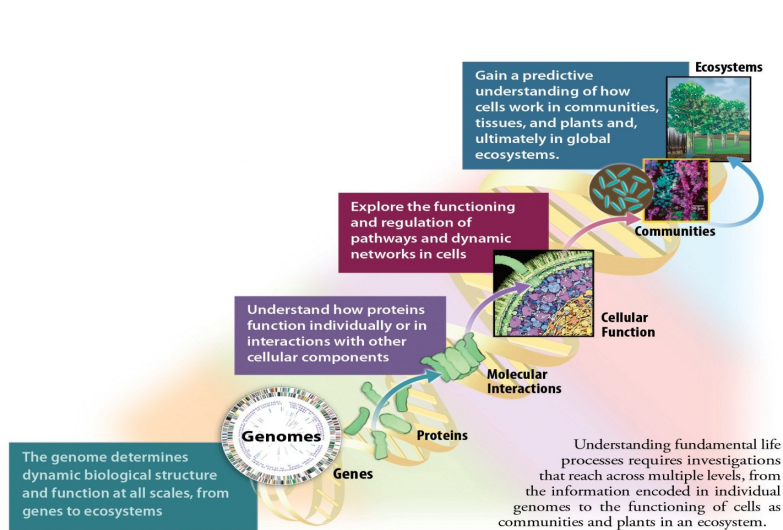 Ecosystems
Gain a predictive
understanding of how
cells work in communities,
tissues, and plants and,
ultimately in global
ecosystems.
Communities
Explore the functioning
and regulation of
pathways and dynamic
networks in cells
Cellular
Function
Understand how proteins
function individually or in
interactions with other
cellular components
Molecular
Interactions
Genomes
Proteins
Genes
The genome determines
dynamic biological structure
and function at all scales, from
genes to ecosystems
Understanding fundamental life
processes requires investigations
that reach across multiple levels, from
the information encoded in individual
genomes to the functioning of cells as
communities and plants in an ecosystem.